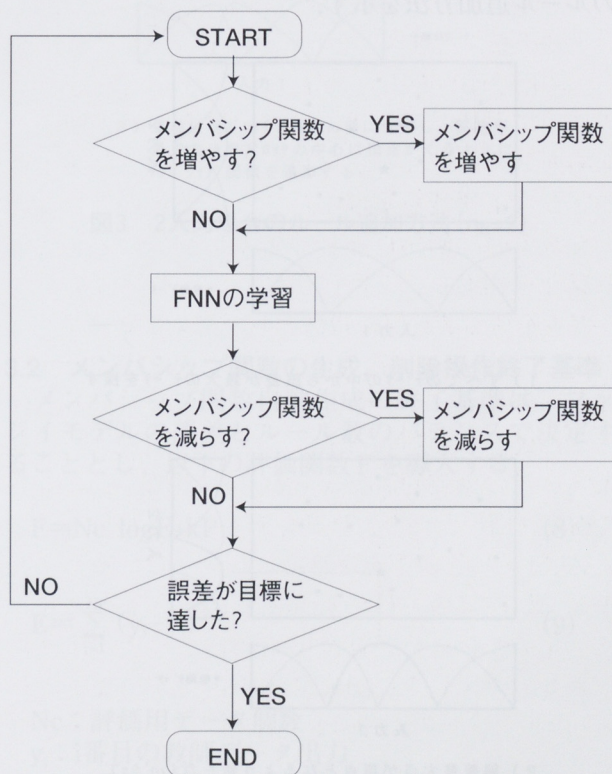 START
メンバシップ関数
を増やす?
YES
メンバシップ関数
を増やす
NO
FNNの学習
メンバシップ関数
を減らす?
YES
メンバシップ関数
を減らす
NO
誤差が目標に
達した?
NO
YES
END